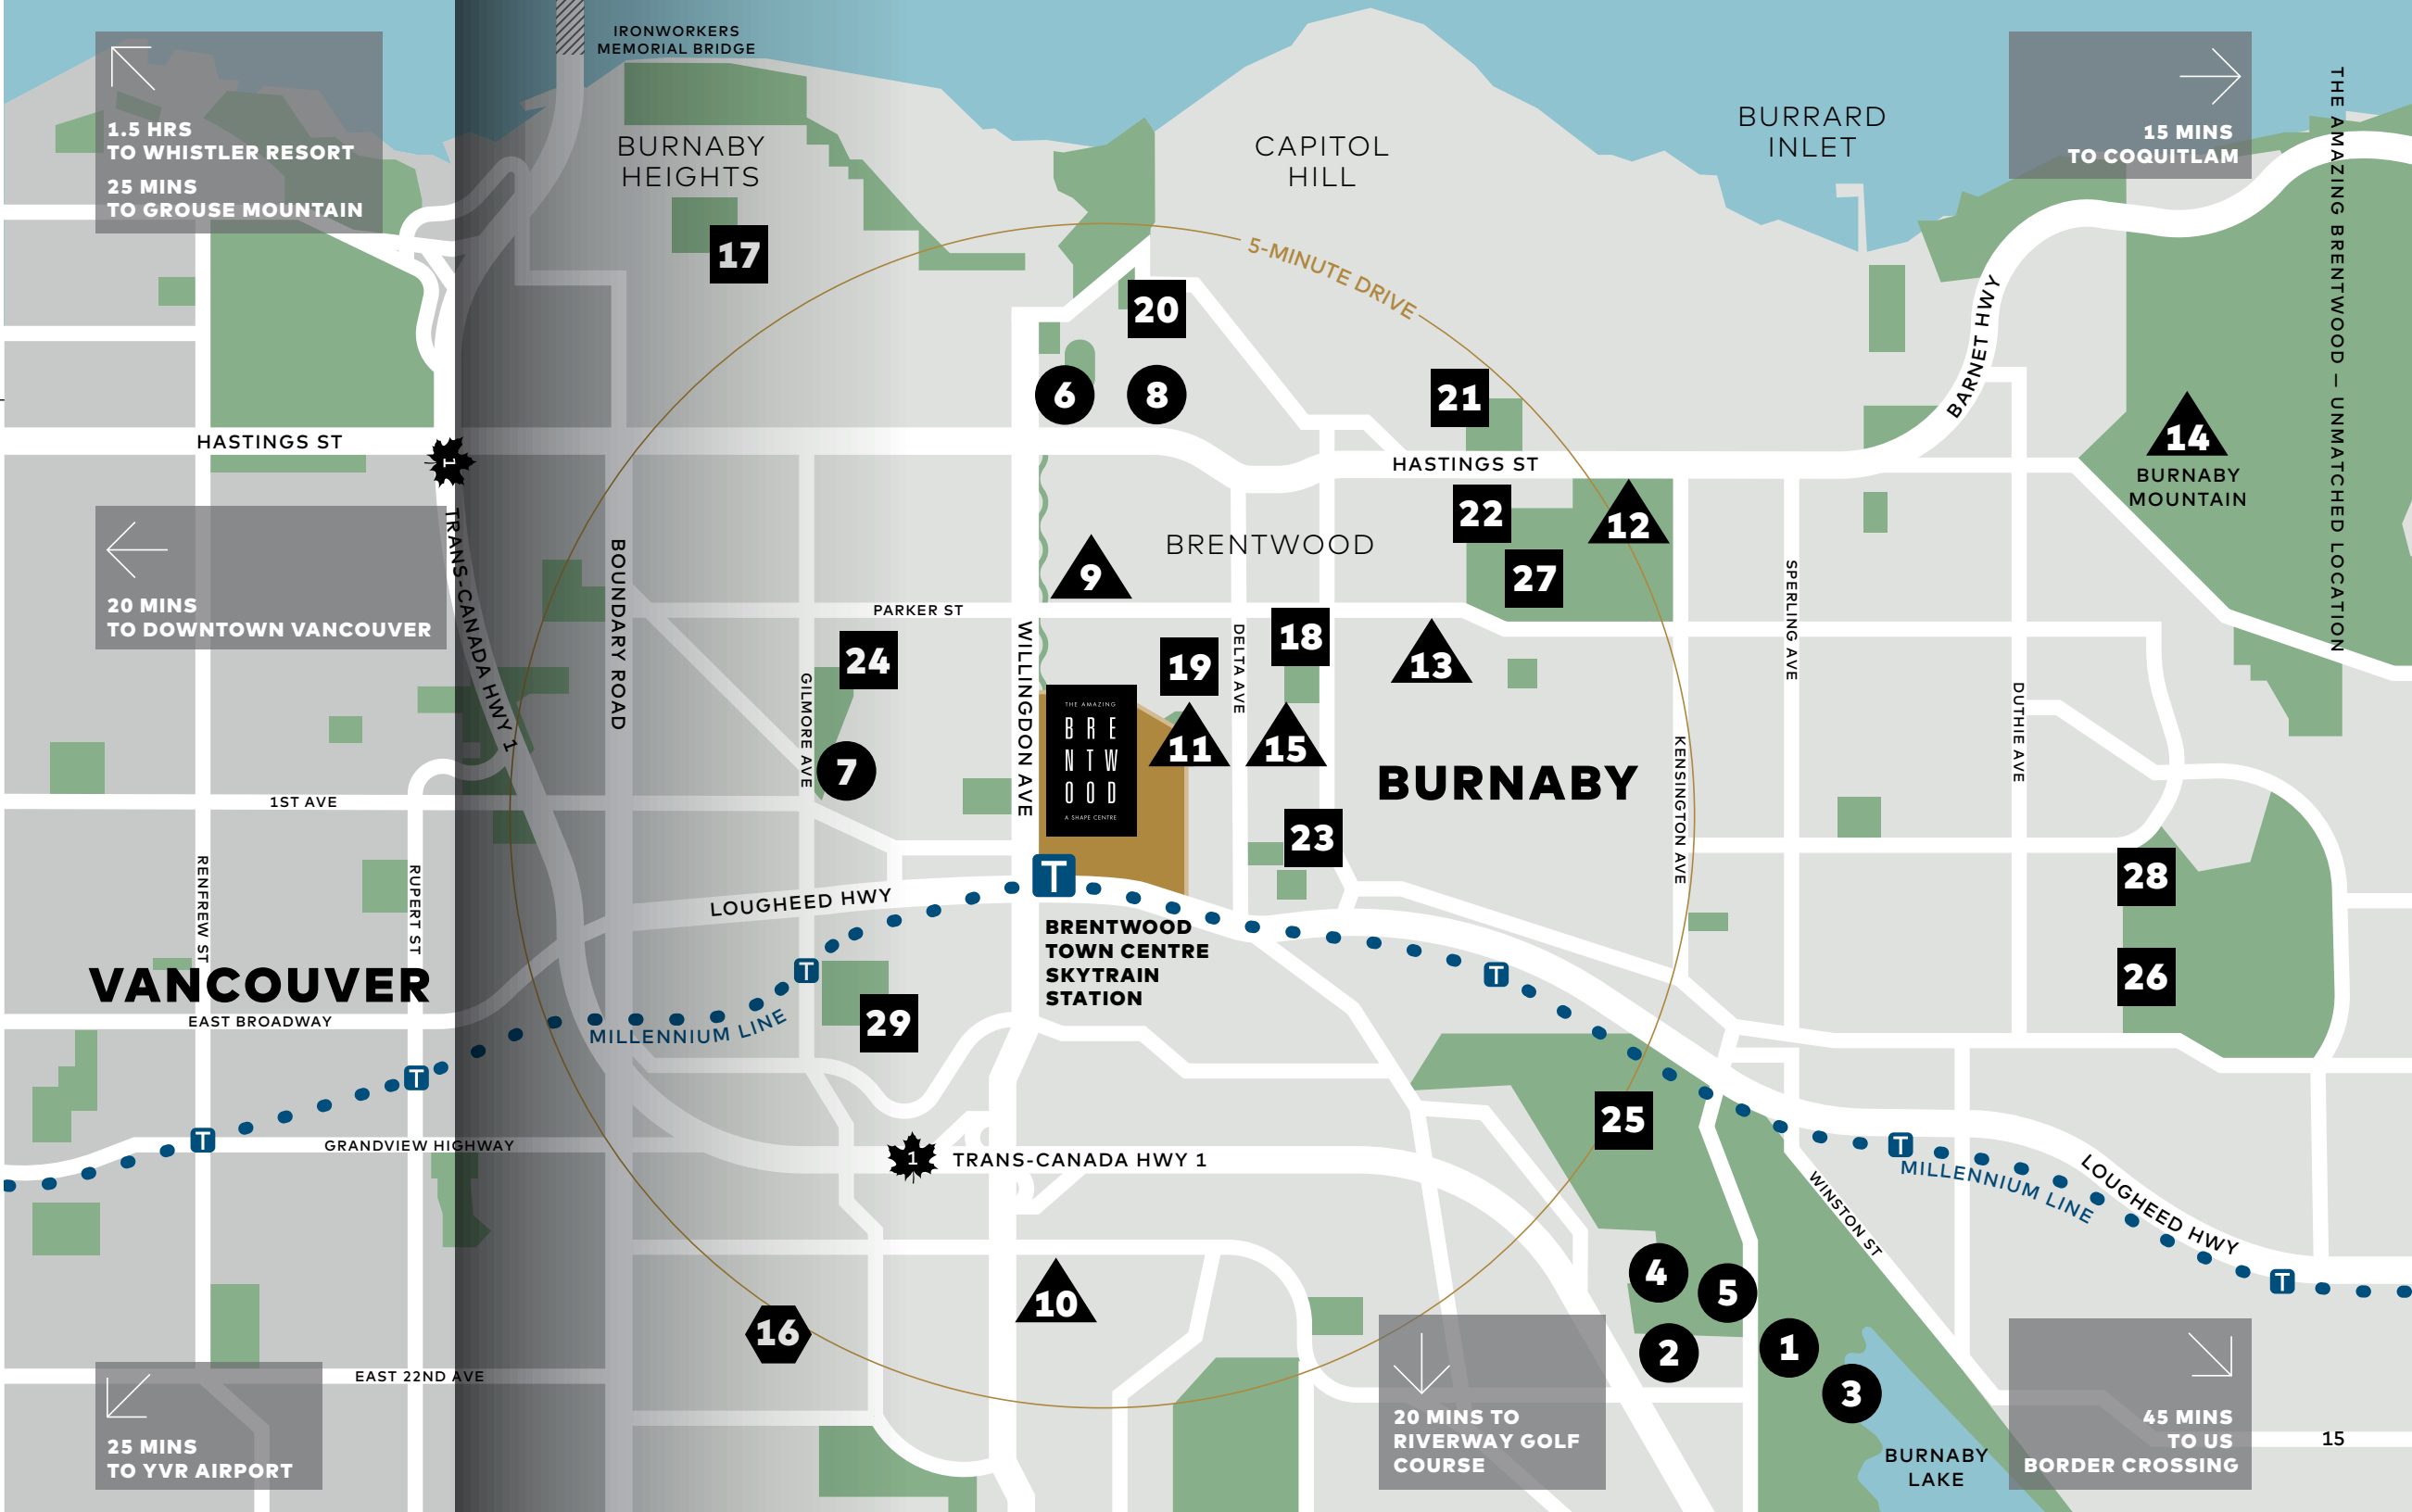 IRONWORKERS
MEMORIAL BRIDGE
1.5 HRS
TO WHISTLER RESORT
25 MINS
TO GROUSE MOUNTAIN
BURNABY
HEIGHTS
CAPITOL
HILL
BURRARD
INLET
15 MINS
TO COQUITLAM
THE AMAZING BRENTWOOD — UNMATCHED LOCATION
17
5-MINUTE DRIVE
20
6
8
21
BARNET HWY
14
BURNABY
MOUNTAIN
HASTINGS ST
1
HASTINGS ST
22
12
27
BRENTWOOD
9
20 MINS
TO DOWNTOWN VANCOUVER
TRANS-CANADA HWY 1
BOUNDARY ROAD
PARKER ST
24
GILMORE AVE
7
WILLINGDON AVE
19
DELTA AVE
18
13
SPERLING AVE
DUTHIE AVE
KENSINGTON AVE
THE AMAZING
BRE
NTW
OOD
A SHAPE CENTRE
11
15
BURNABY
23
1ST AVE
RENFREW ST
RUPERT ST
LOUGHEED HWY
T
BRENTWOOD
TOWN CENTRE
SKYTRAIN
STATION
28
26
VANCOUVER
EAST BROADWAY
T
T
MILLENNIUM LINE
29
T
T
25
GRANDVIEW HIGHWAY
1
TRANS-CANADA HWY 1
T
MILLENNIUM LINE
LOUGHEED HWY
WINSTON ST
T
4
5
10
16
2
1
3
EAST 22ND AVE
25 MINS
TO YVR AIRPORT
20 MINS TO
RIVERWAY GOLF
COURSE
BURNABY
LAKE
45 MINS
TO US
BORDER CROSSING
15